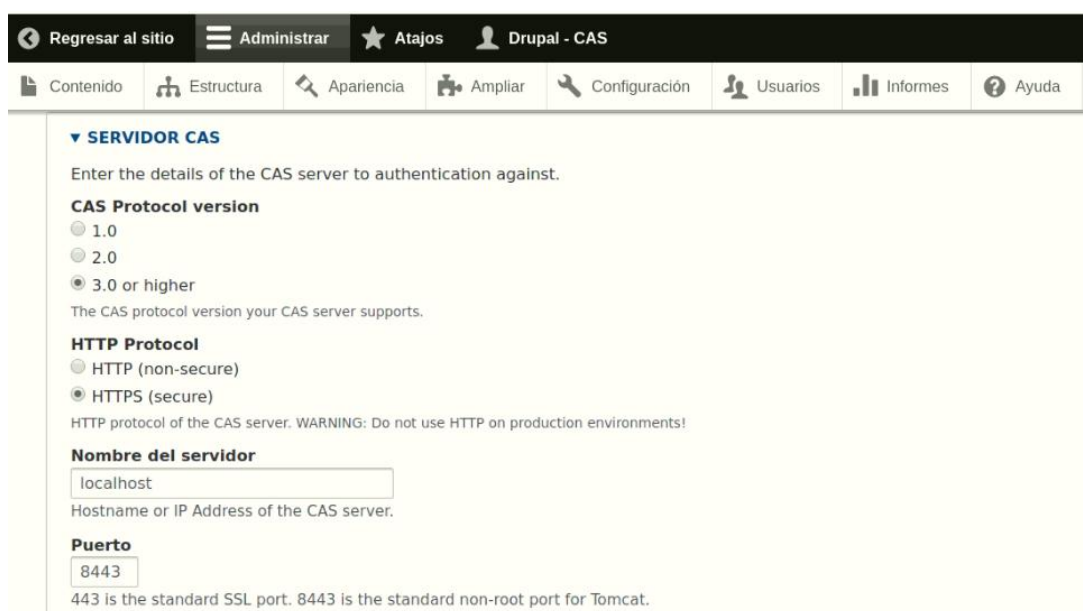 Regresar al sitio Administrar Atajos Drupal - CAS
Contenido Estructura Apariencia Ampliar Configuración Usuarios Informes Ayuda
SERVIDOR CAS
Enter the details of the CAS server to authentication against.
CAS Protocol version
1.0
2.0
3.0 or higher
The CAS protocol version your CAS server supports.
HTTP Protocol
HTTP (non-secure)
HTTPS (secure)
HTTP protocol of the CAS server. WARNING: Do not use HTTP on production environments!
Nombre del servidor
localhost
Hostname or IP Address of the CAS server.
Puerto
8443
443 is the standard SSL port. 8443 is the standard non-root port for Tomcat.